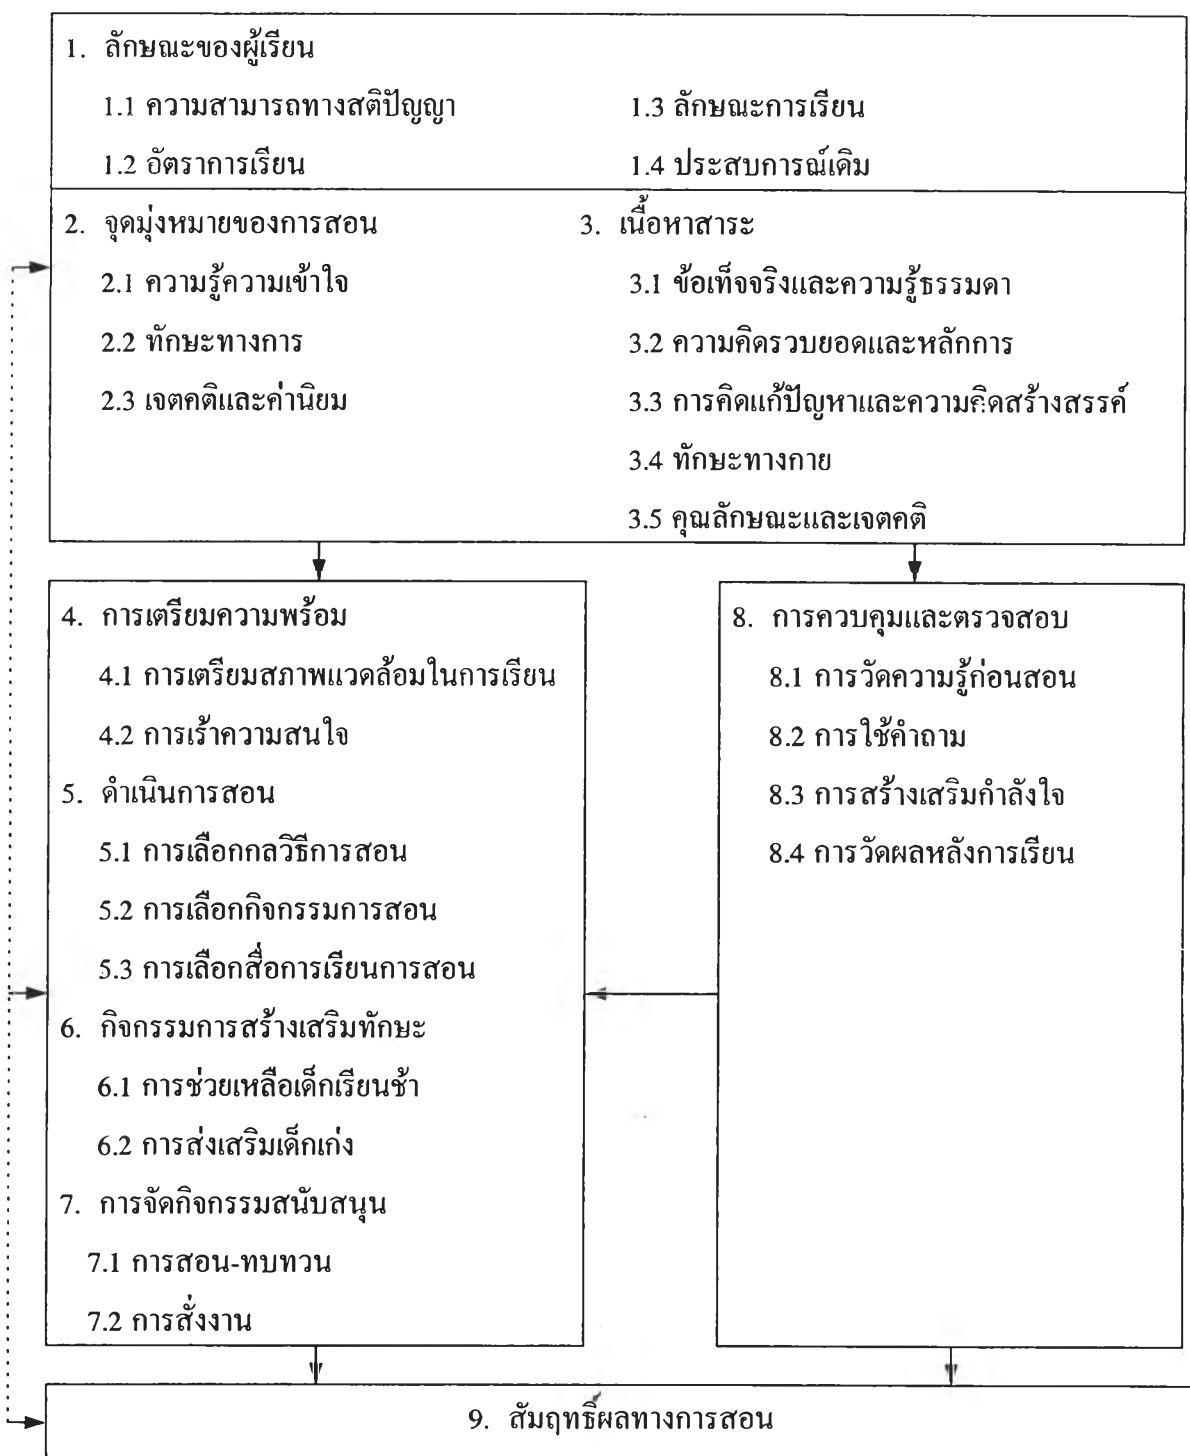 1. ลักษณะของผู้เรียน
1.1 ความสามารถทางสติปัญญา
1.2 อัตราการเรียน
1.3 ลักษณะการเรียน
1.4 ประสบการณ์เดิม
2. จุดมุ่งหมายของการสอน
2.1 ความรู้ความเข้าใจ
2.2 ทักษะทางการ
2.3 เจตคติและค่านิยม
3. เนื้อหาสาระ
3.1 ข้อเท็จจริงและความรู้ธรรมดา
3.2 ความคิดรวบยอดและหลักการ
3.3 การคิดแก้ปัญหาและความคิดสร้างสรรค์
3.4 ทักษะทางกาย
3.5 คุณลักษณะและเจตคติ
4. การเตรียมความพร้อม
4.1 การเตรียมสภาพแวดล้อมในการเรียน
4.2 การเร้าความสนใจ
5. ดำเนินการสอน
5.1 การเลือกกลวิธีการสอน
5.2 การเลือกกิจกรรมการสอน
5.3 การเลือกสื่อการเรียนการสอน
6. กิจกรรมการสร้างเสริมทักษะ
6.1 การช่วยเหลือเด็กเรียนช้า
6.2 การส่งเสริมเด็กเก่ง
7. การจัดกิจกรรมสนับสนุน
7.1 การสอน-ทบทวน
7.2 การสั่งงาน
8. การควบคุมและตรวจสอบ
8.1 การวัดความรู้ก่อนสอน
8.2 การใช้คำถาม
8.3 การสร้างเสริมกำลังใจ
8.4 การวัดผลหลังการเรียน
9. สัมฤทธิ์ผลทางการสอน